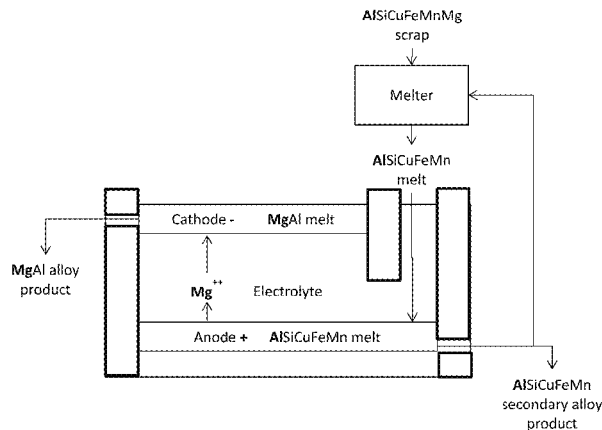 AlSiCuFeMnMg
scrap
Melter
AlSiCuFeMn
melt
Cathode - MgAl melt
MgAl alloy
product
Mg++ Electrolyte
Anode + AlSiCuFeMn melt
AlSiCuFeMn
secondary alloy
product